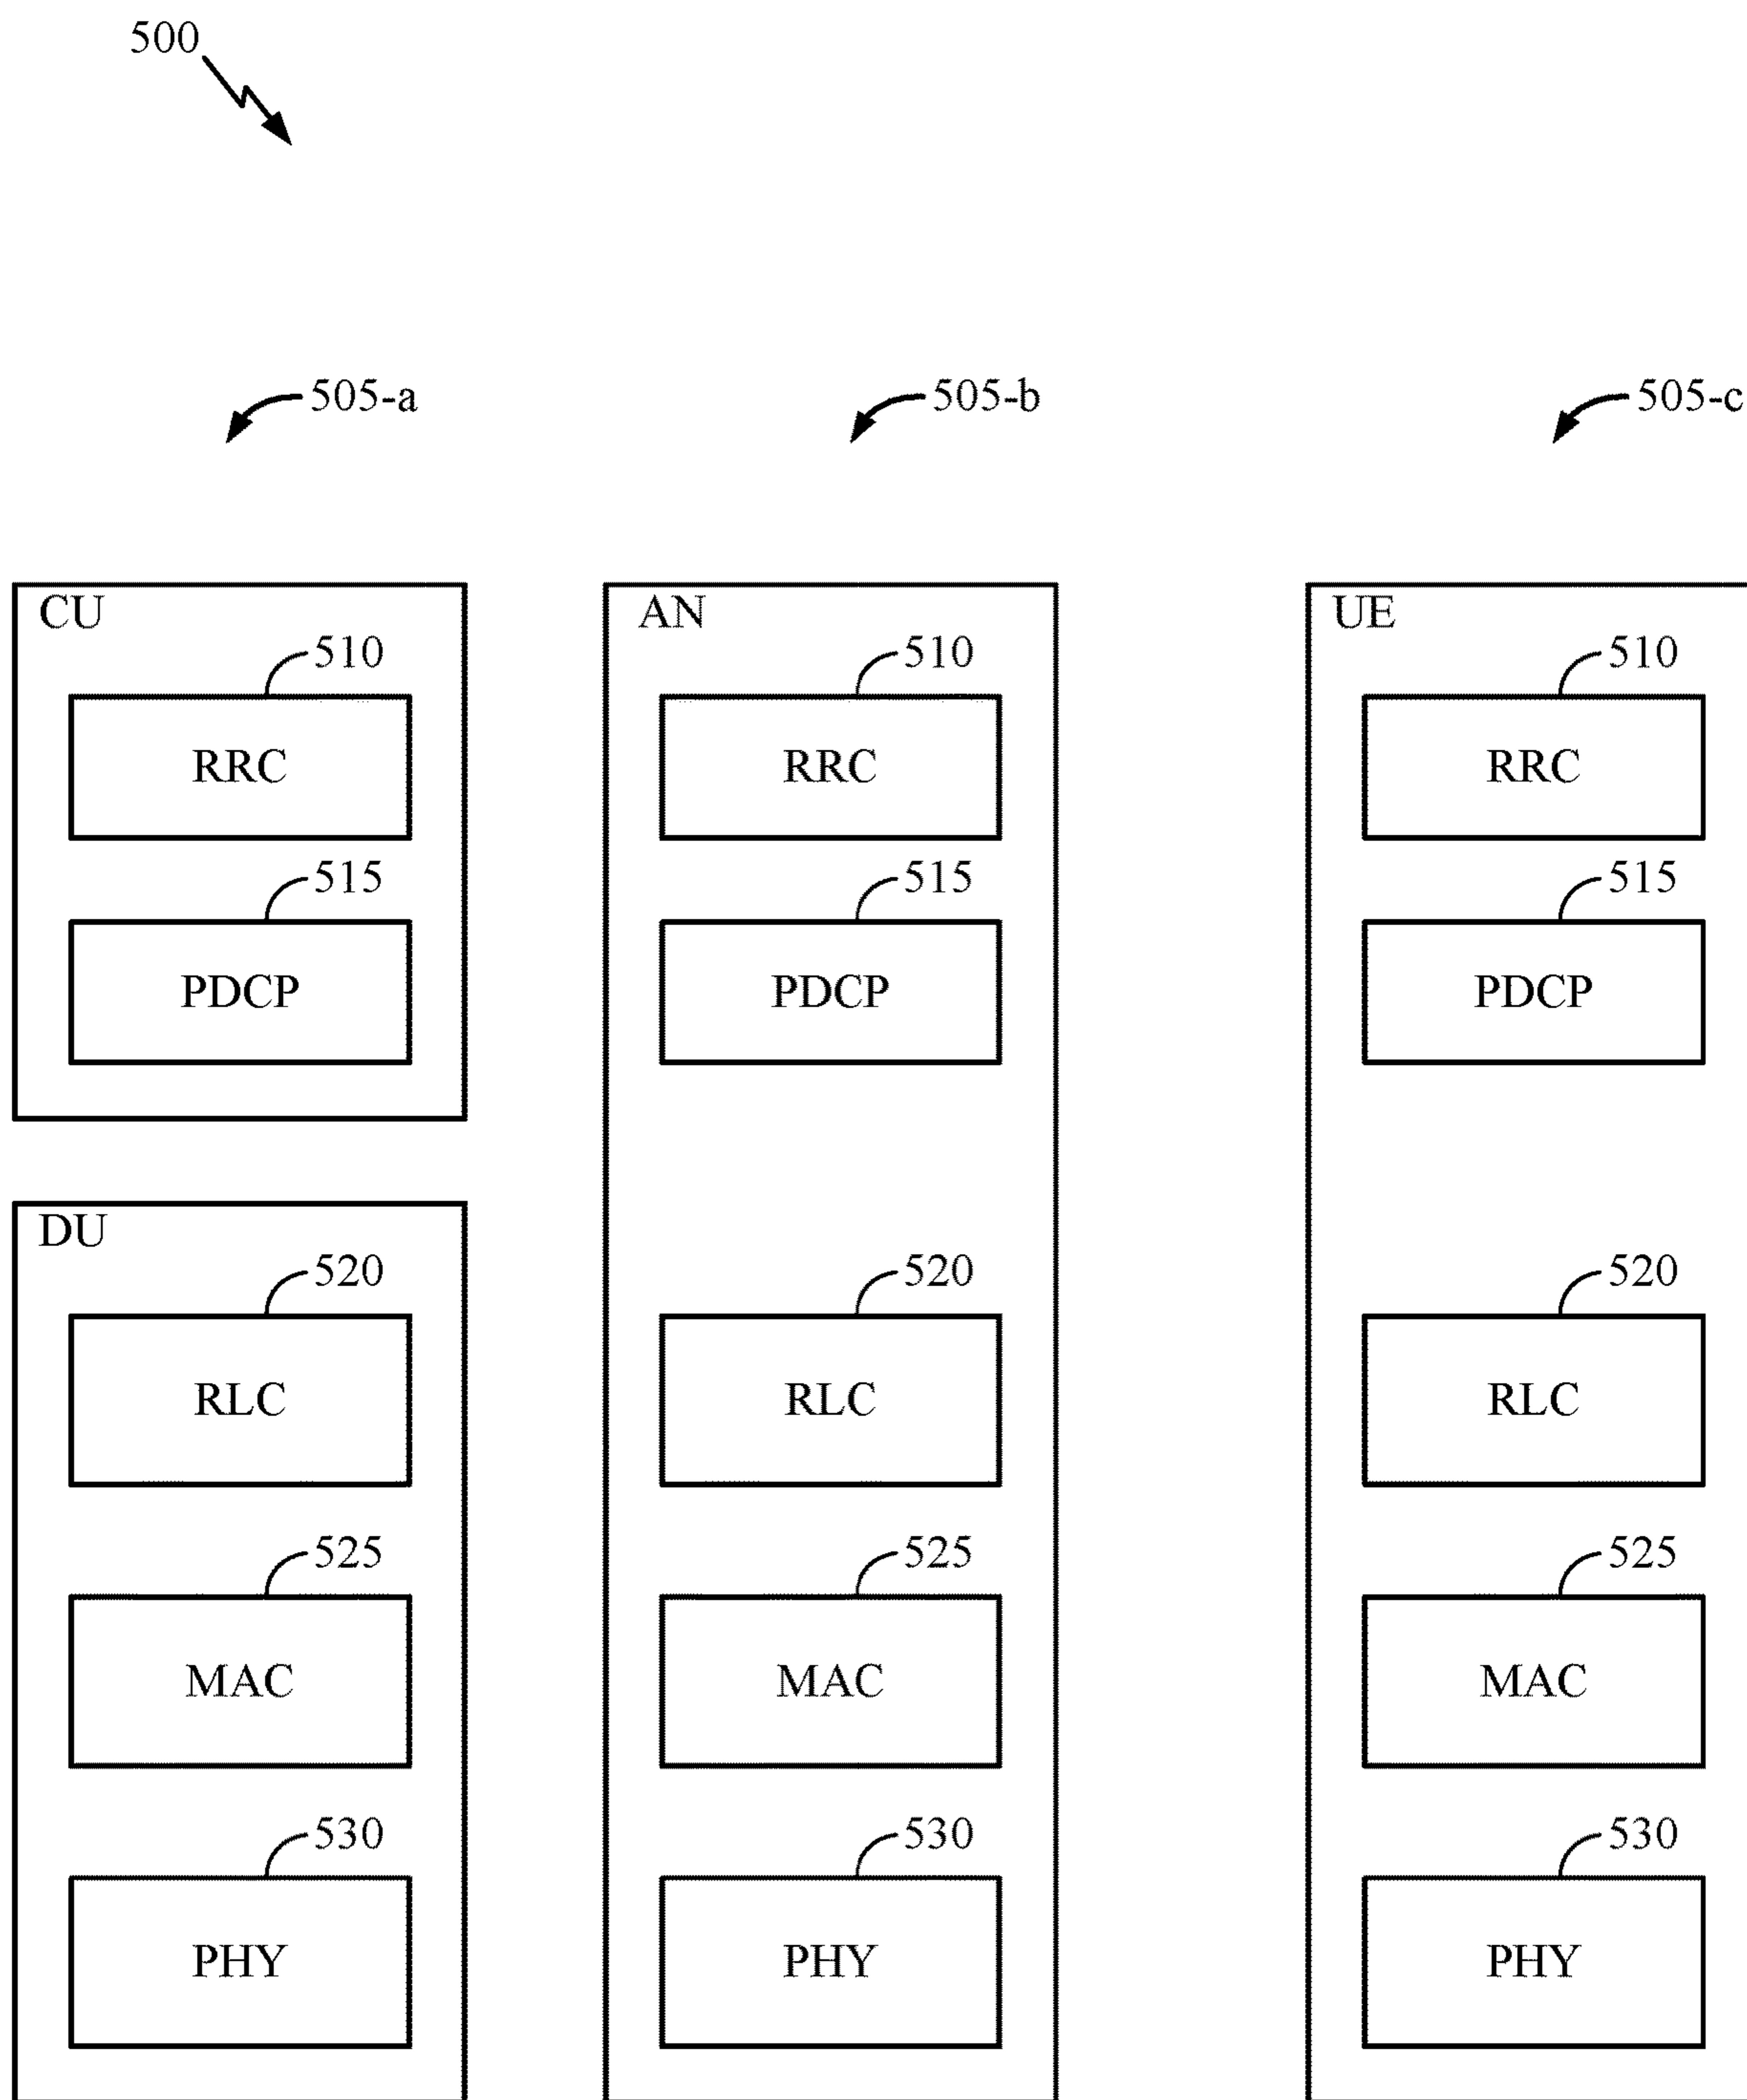 500
505-a 505-b 505-c
CU AN UE
510 510 510
RRC RRC RRC
515 515 515
PDCP PDCP PDCP
DU
520 520 520
RLC RLC RLC
525 525 525
MAC MAC MAC
530 530 530
PHY PHY PHY